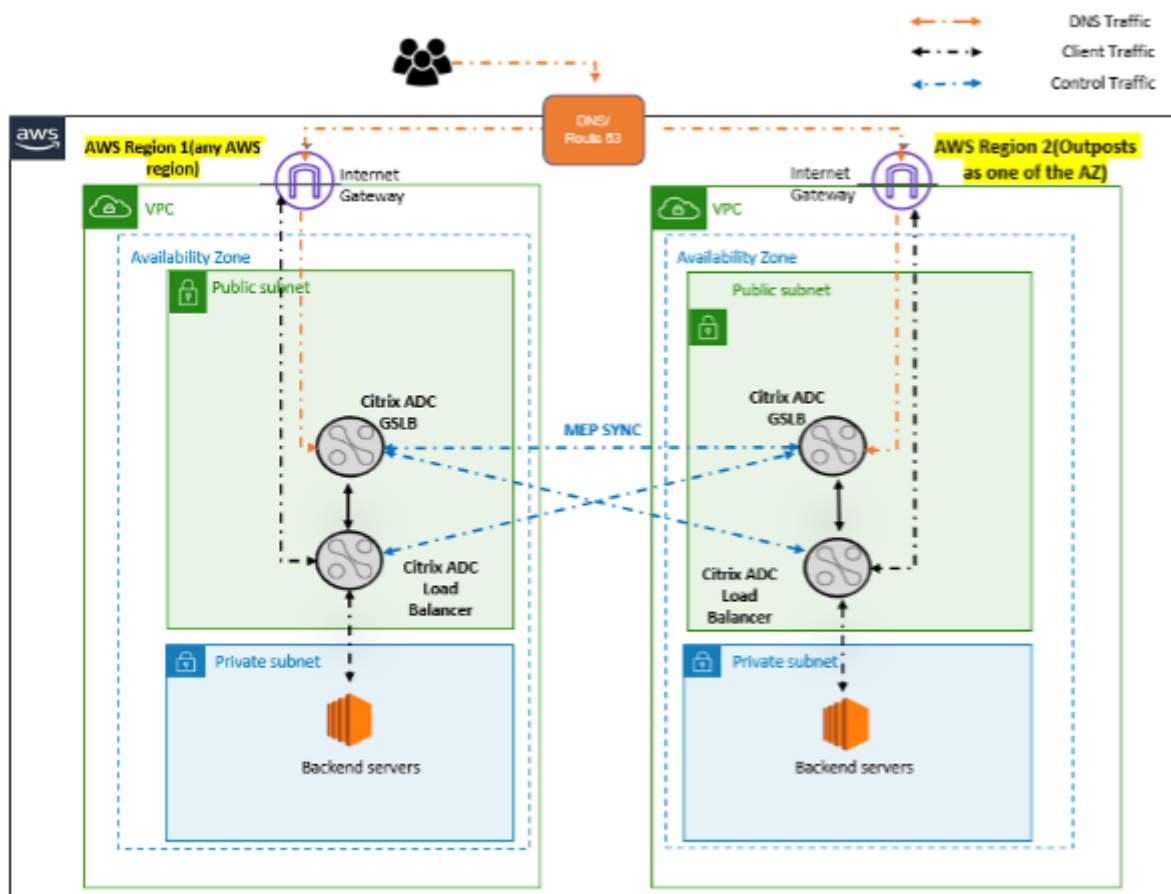 DNS Traffic
Client Traffic
Control Traffic
DNS/
Route 53
aws
AWS Region 1(any AWS
region)
Internet
Gateway
VPC
Availability Zone
Public subnet
Citrix ADC
GSLB
Citrix ADC
Load
Balancer
Private subnet
Backend servers
MEP SYNC
AWS Region 2(Outposts
as one of the AZ)
Internet
Gateway
VPC
Availability Zone
Public subnet
Citrix ADC
GSLB
Citrix ADC
Load
Balancer
Private subnet
Backend servers